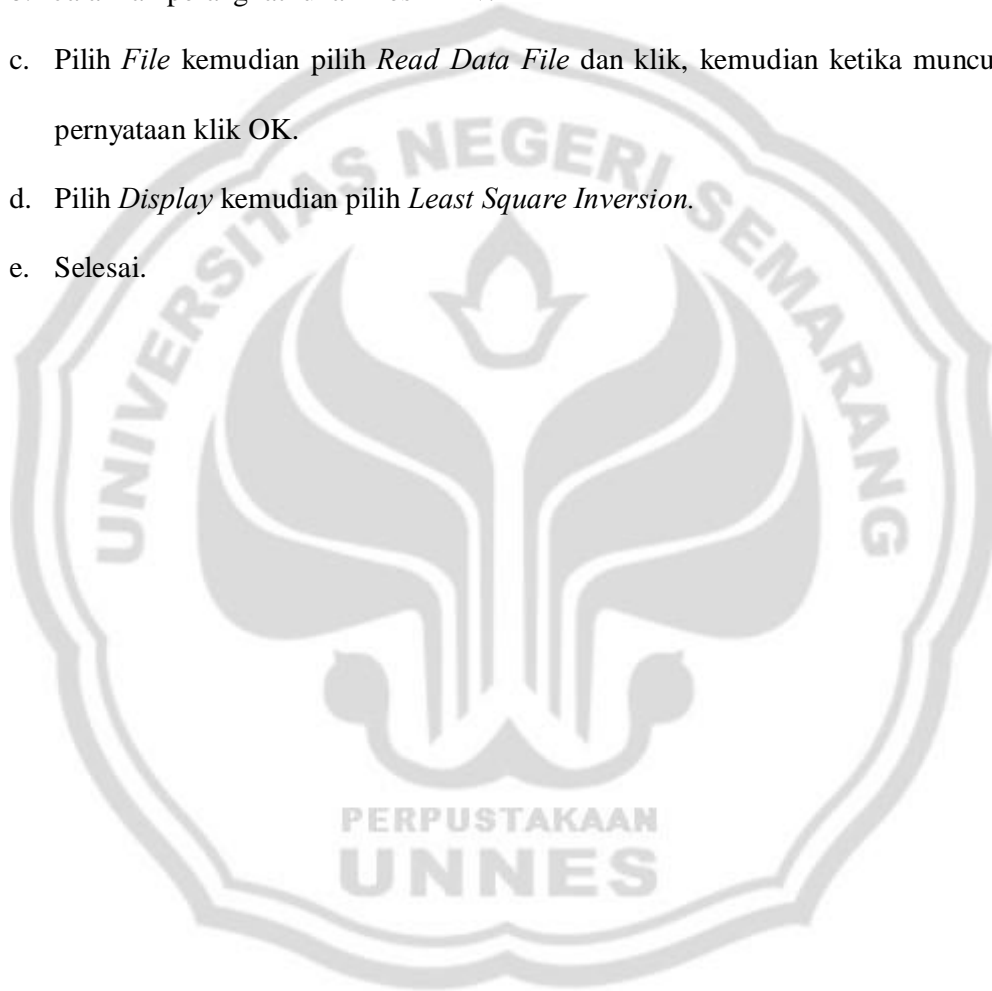 c. Pilih File kemudian pilih Read Data File dan klik, kemudian ketika muncu
pernyataan klik OK.
d. Pilih Display kemudian pilih Least Square Inversion.
e. Selesai.
UNIVERSITAS NEGERI SEMARANG
PERPUSTAKAAN
UNNES